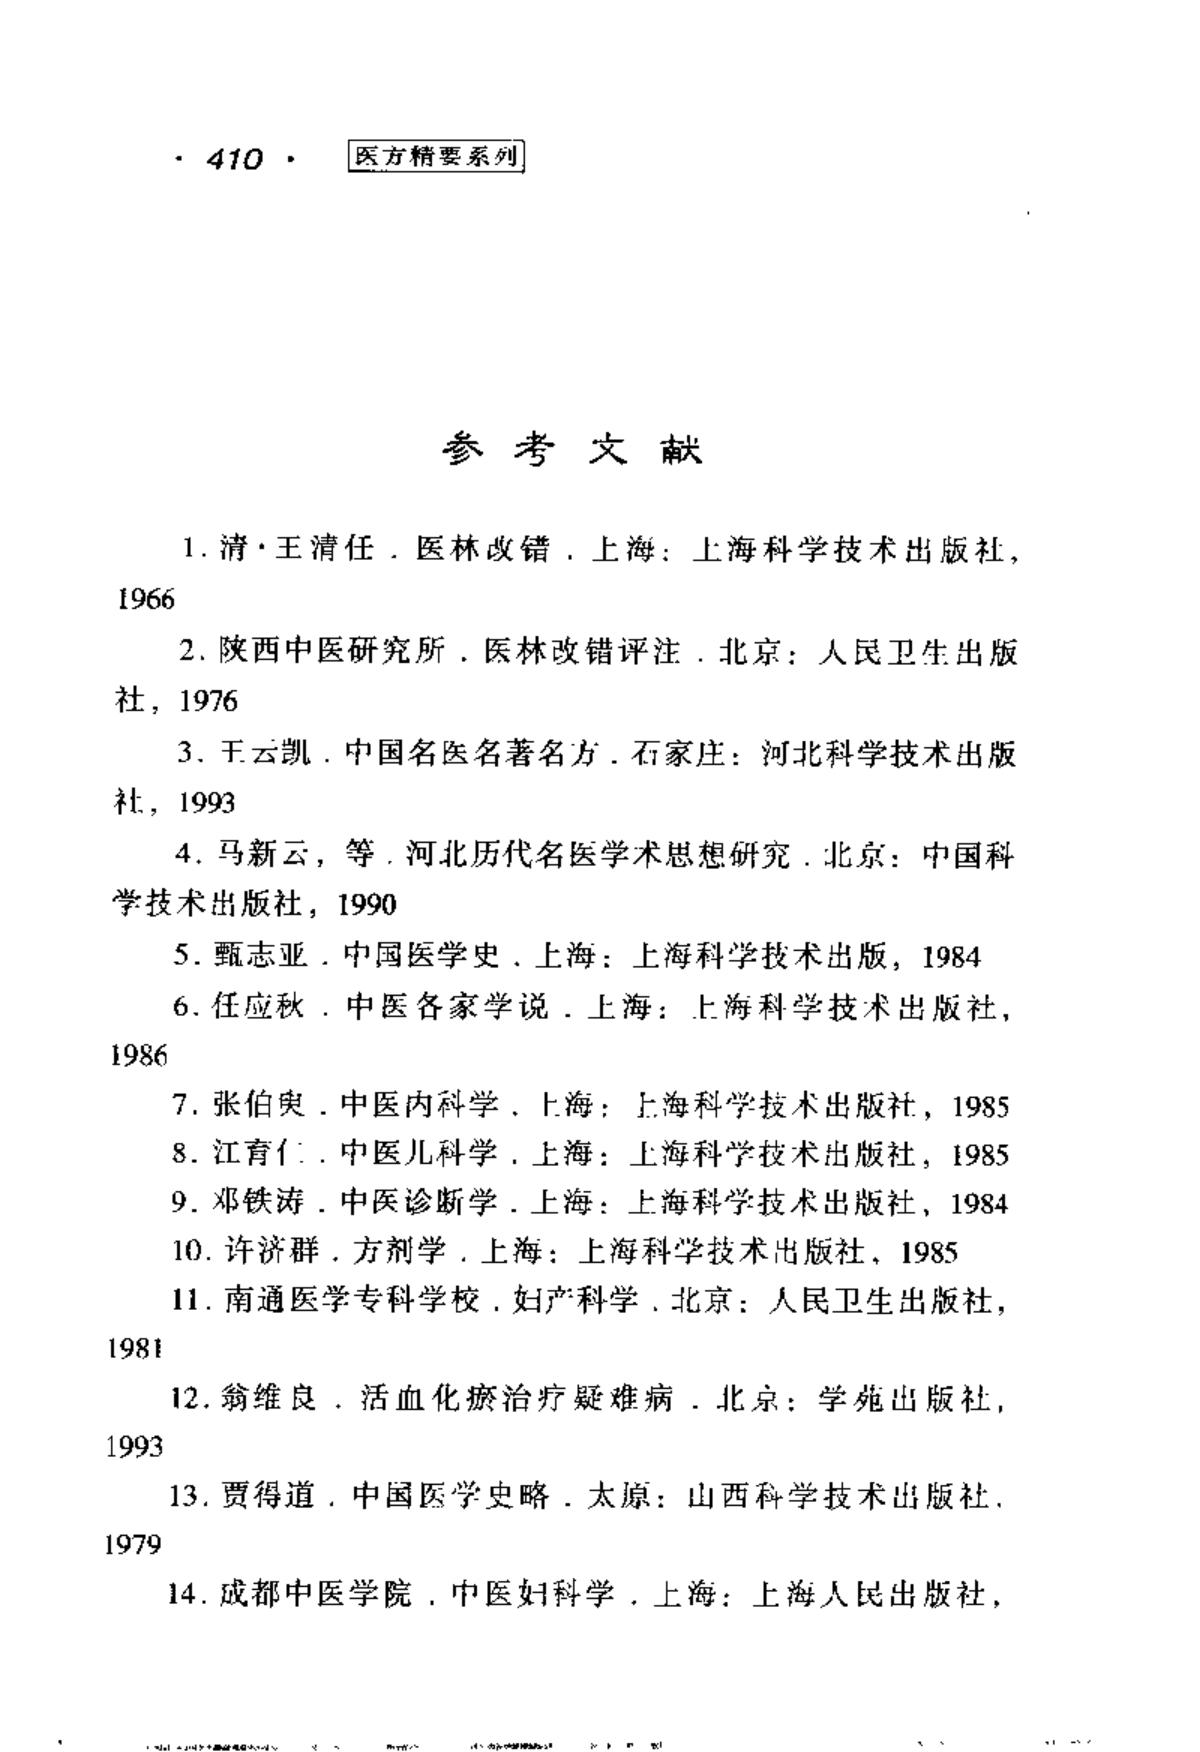 · 410 · 医方精要系列
参考文献
1. 清·王清任．医林改错．上海：上海科学技术出版社，
1966
2. 陕西中医研究所．医林改错评注．北京：人民卫生出版
社，1976
3. 王云凯．中国名医名著名方．石家庄：河北科学技术出版
社，1993
4. 马新云，等．河北历代名医学术思想研究．北京：中国科
学技术出版社，1990
5. 甄志亚．中国医学史．上海：上海科学技术出版，1984
6. 任应秋．中医各家学说．上海：上海科学技术出版社，
1986
7. 张伯臾．中医内科学．上海：上海科学技术出版社，1985
8. 江育仁．中医儿科学．上海：上海科学技术出版社，1985
9. 邓铁涛．中医诊断学．上海：上海科学技术出版社，1984
10. 许济群．方剂学．上海：上海科学技术出版社，1985
11. 南通医学专科学校．妇产科学．北京：人民卫生出版社，
1981
12. 翁维良．活血化瘀治疗疑难病．北京：学苑出版社，
1993
13. 贾得道．中国医学史略．太原：山西科学技术出版社．
1979
14. 成都中医学院．中医妇科学．上海：上海人民出版社，